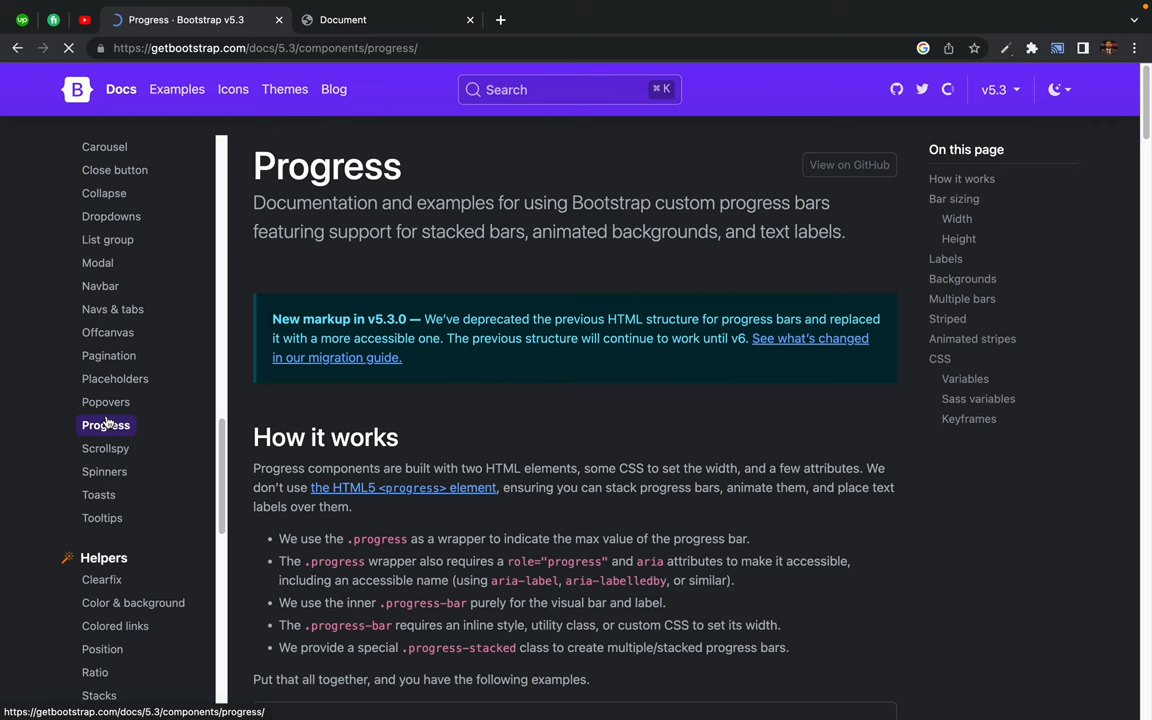 Progress · Bootstrap v5.3
Document
https://getbootstrap.com/docs/5.3/components/progress/
B
Docs
Examples
Icons
Themes
Blog
Search
⌘ K
v5.3
Carousel
Close button
Collapse
Dropdowns
List group
Modal
Navbar
Navs & tabs
Offcanvas
Pagination
Placeholders
Popovers
Progress
Scrollspy
Spinners
Toasts
Tooltips
Helpers
Clearfix
Color & background
Colored links
Position
Ratio
Stacks
Progress
View on GitHub
Documentation and examples for using Bootstrap custom progress bars
featuring support for stacked bars, animated backgrounds, and text labels.
New markup in v5.3.0 — We’ve deprecated the previous HTML structure for progress bars and replaced
it with a more accessible one. The previous structure will continue to work until v6. See what’s changed
in our migration guide.
How it works
Progress components are built with two HTML elements, some CSS to set the width, and a few attributes. We
don’t use the HTML5 <progress> element, ensuring you can stack progress bars, animate them, and place text
labels over them.
• We use the .progress as a wrapper to indicate the max value of the progress bar.
• The .progress wrapper also requires a role="progress" and aria attributes to make it accessible,
including an accessible name (using aria-label, aria-labelledby, or similar).
• We use the inner .progress-bar purely for the visual bar and label.
• The .progress-bar requires an inline style, utility class, or custom CSS to set its width.
• We provide a special .progress-stacked class to create multiple/stacked progress bars.
Put that all together, and you have the following examples.
On this page
How it works
Bar sizing
Width
Height
Labels
Backgrounds
Multiple bars
Striped
Animated stripes
CSS
Variables
Sass variables
Keyframes
https://getbootstrap.com/docs/5.3/components/progress/